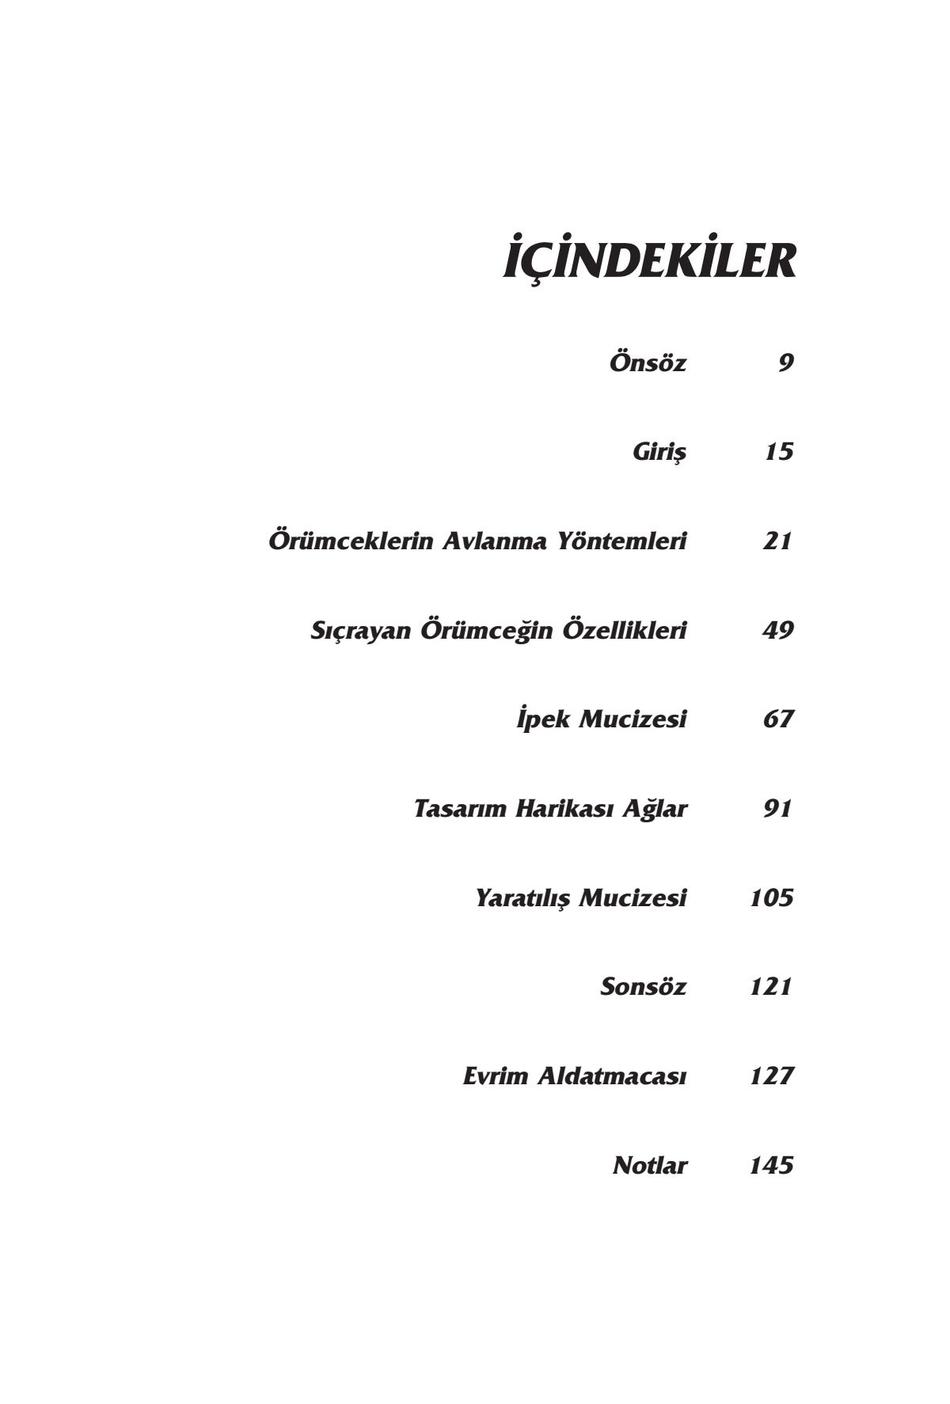 İÇİNDEKİLER
Önsöz 9
Giriş 15
Örümceklerin Avlanma Yöntemleri 21
Sıçrayan Örümceğin Özellikleri 49
İpek Mucizesi 67
Tasarım Harikası Ağlar 91
Yaratılış Mucizesi 105
Sonsöz 121
Evrim Aldatmacası 127
Notlar 145